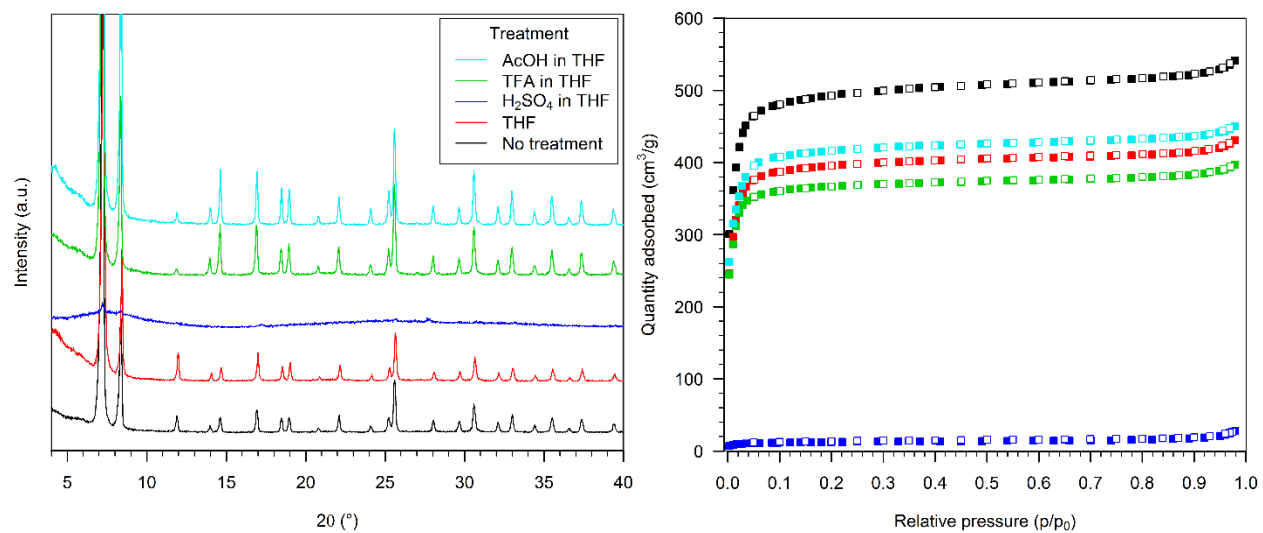 Treatment
AcOH in THF
TFA in THF
H₂SO₄ in THF
THF
No treatment
Intensity (a.u.)
5 10 15 20 25 30 35 40
2θ (°)
Quantity adsorbed (cm³/g)
600
500
400
300
200
100
0
0.0 0.1 0.2 0.3 0.4 0.5 0.6 0.7 0.8 0.9 1.0
Relative pressure (p/p₀)